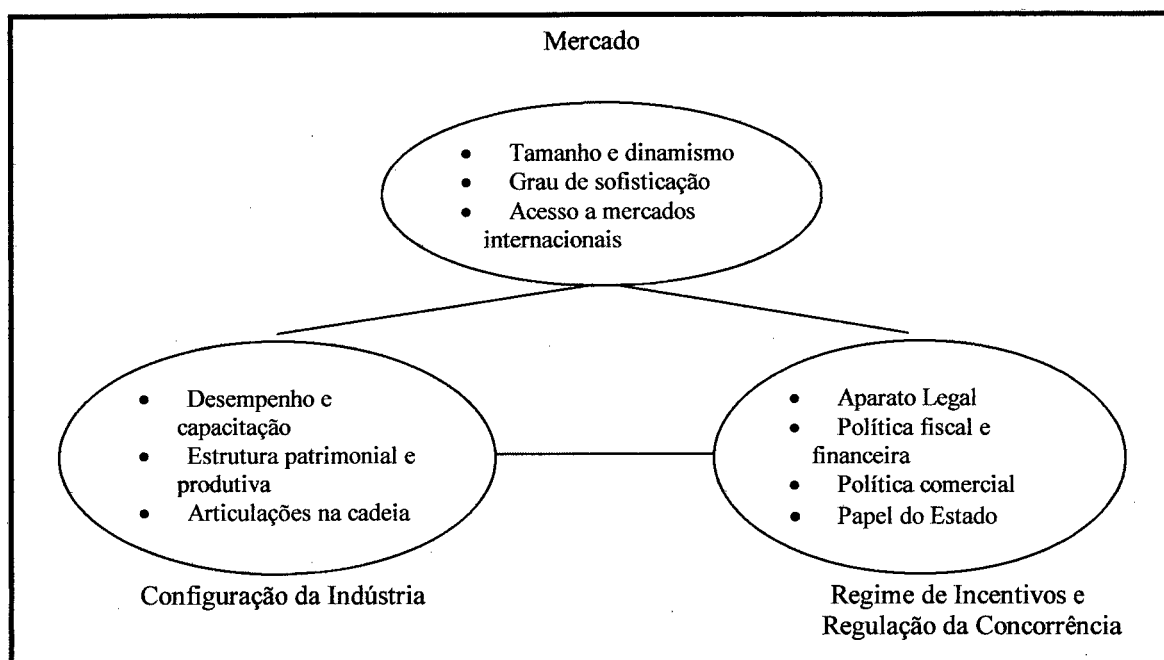 Mercado
• Tamanho e dinamismo
• Grau de sofisticação
• Acesso a mercados
internacionais
• Desempenho e
capacitação
• Estrutura patrimonial e
produtiva
• Articulações na cadeia
Configuração da Indústria
• Aparato Legal
• Política fiscal e
financeira
• Política comercial
• Papel do Estado
Regime de Incentivos e
Regulação da Concorrência